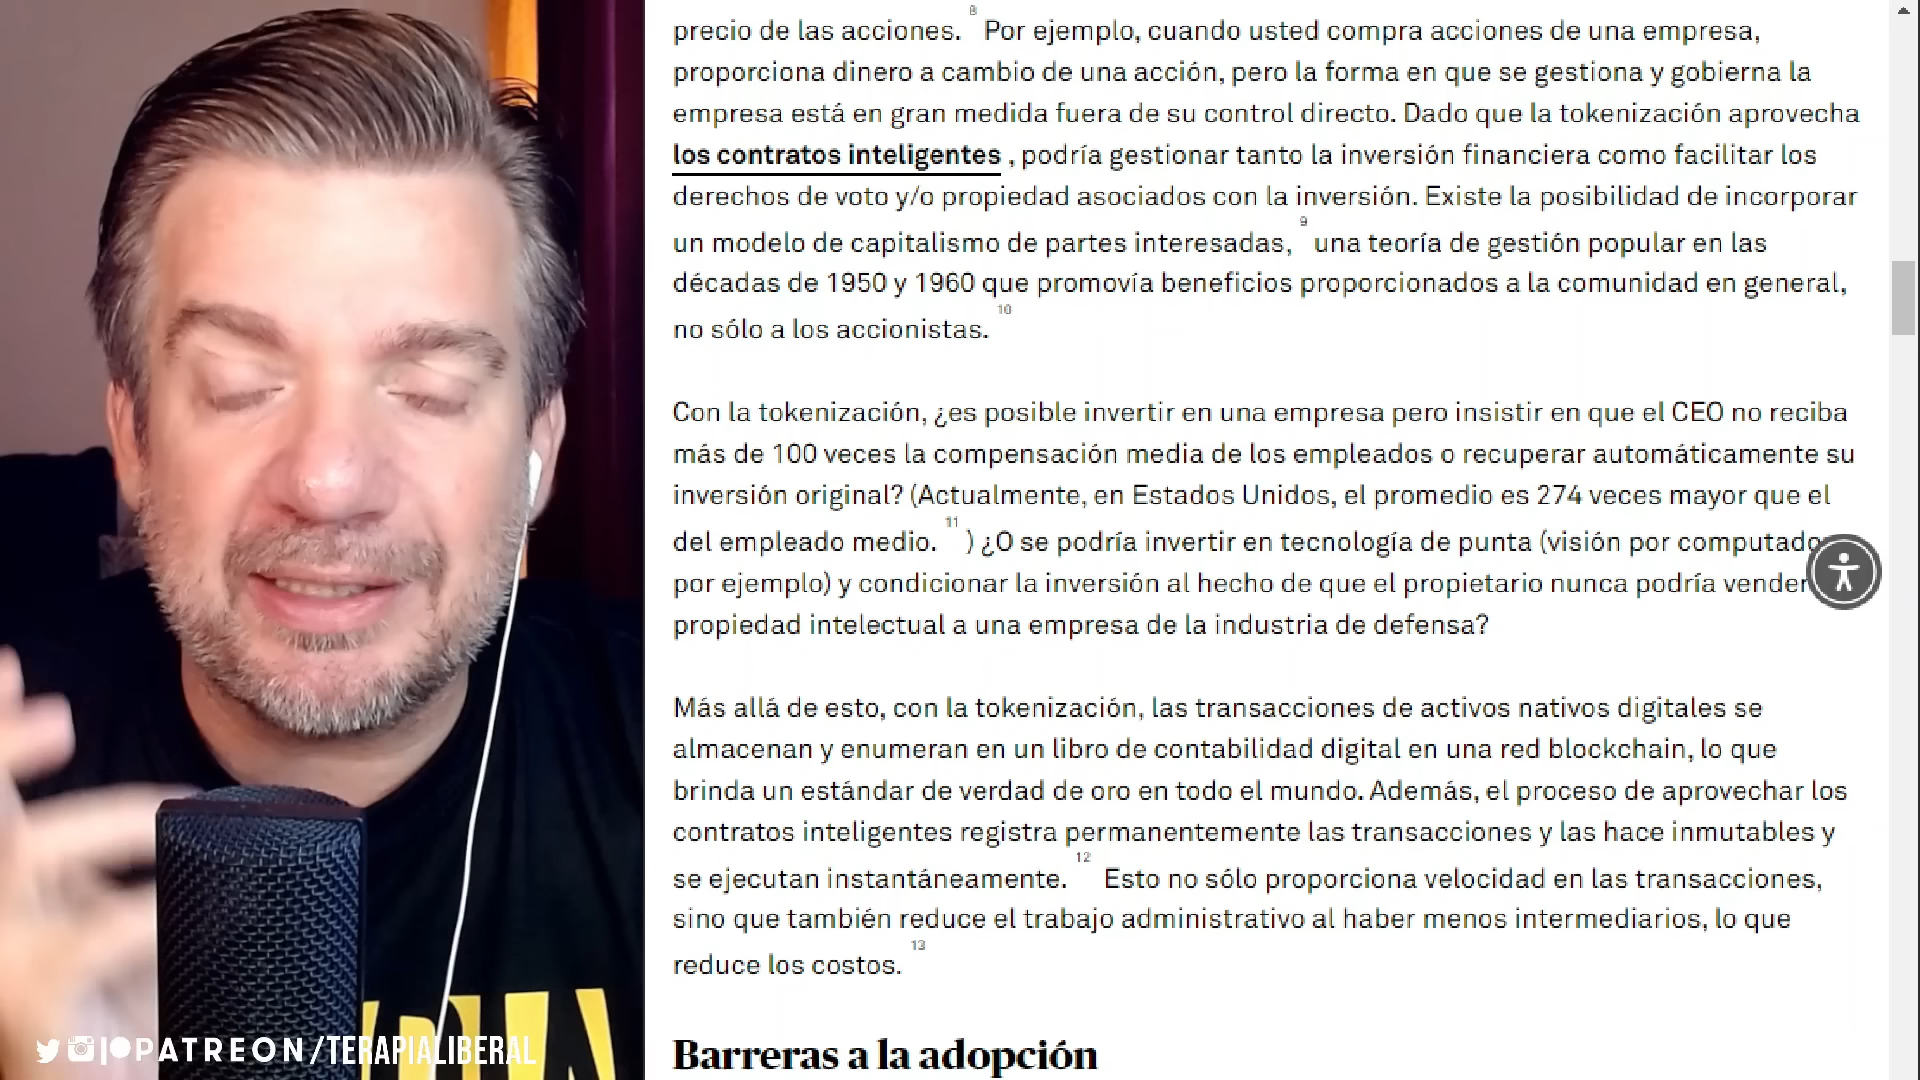 precio de las acciones. 8 Por ejemplo, cuando usted compra acciones de una empresa,
proporciona dinero a cambio de una acción, pero la forma en que se gestiona y gobierna la
empresa está en gran medida fuera de su control directo. Dado que la tokenización aprovecha
los contratos inteligentes , podría gestionar tanto la inversión financiera como facilitar los
derechos de voto y/o propiedad asociados con la inversión. Existe la posibilidad de incorporar
un modelo de capitalismo de partes interesadas, 9 una teoría de gestión popular en las
décadas de 1950 y 1960 que promovía beneficios proporcionados a la comunidad en general,
no sólo a los accionistas. 10
Con la tokenización, ¿es posible invertir en una empresa pero insistir en que el CEO no reciba
más de 100 veces la compensación media de los empleados o recuperar automáticamente su
inversión original? (Actualmente, en Estados Unidos, el promedio es 274 veces mayor que el
del empleado medio. 11 ) ¿O se podría invertir en tecnología de punta (visión por computado
por ejemplo) y condicionar la inversión al hecho de que el propietario nunca podría vender
propiedad intelectual a una empresa de la industria de defensa?
Más allá de esto, con la tokenización, las transacciones de activos nativos digitales se
almacenan y enumeran en un libro de contabilidad digital en una red blockchain, lo que
brinda un estándar de verdad de oro en todo el mundo. Además, el proceso de aprovechar los
contratos inteligentes registra permanentemente las transacciones y las hace inmutables y
se ejecutan instantáneamente. 12 Esto no sólo proporciona velocidad en las transacciones,
sino que también reduce el trabajo administrativo al haber menos intermediarios, lo que
reduce los costos. 13
Barreras a la adopción
PATREON/TERAPIALIBERAL